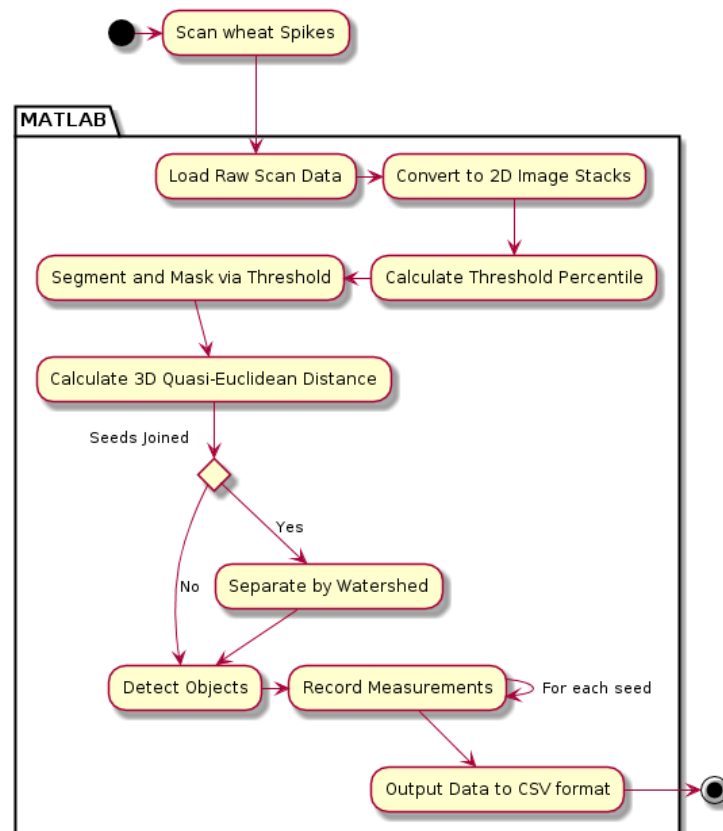 Scan wheat Spikes
MATLAB
Load Raw Scan Data
Convert to 2D Image Stacks
Segment and Mask via Threshold
Calculate Threshold Percentile
Calculate 3D Quasi-Euclidean Distance
Seeds Joined
Yes
No
Separate by Watershed
Detect Objects
Record Measurements
For each seed
Output Data to CSV format